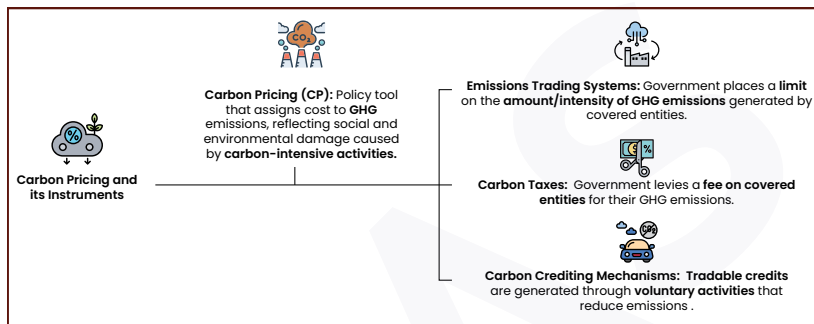 CO₂
Carbon Pricing (CP): Policy tool
that assigns cost to GHG
emissions, reflecting social and
environmental damage caused
by carbon-intensive activities.
%
Carbon Pricing and
its Instruments
Emissions Trading Systems: Government places a limit
on the amount/intensity of GHG emissions generated by
covered entities.
$ %
Carbon Taxes: Government levies a fee on covered
entities for their GHG emissions.
CO₂
Carbon Crediting Mechanisms: Tradable credits
are generated through voluntary activities that
reduce emissions .